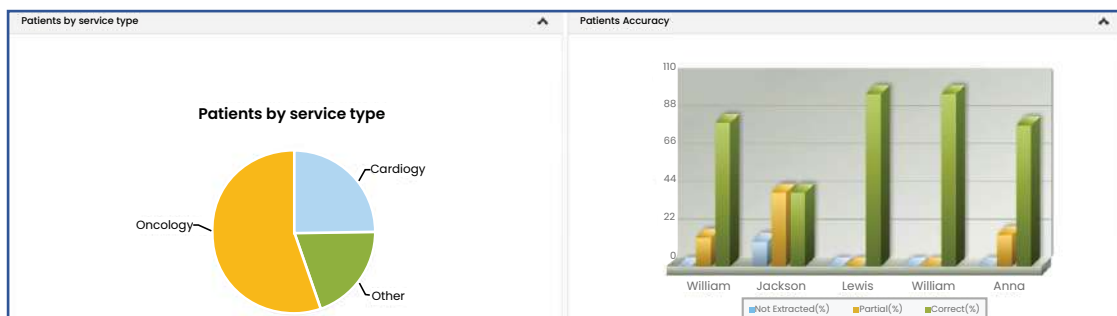 Patients by service type
Patients by service type
Cardiogy
Oncology
Other
Patients Accuracy
110
88
66
44
22
0
William Jackson Lewis William Anna
Not Extracted(%) Partial(%) Correct(%)